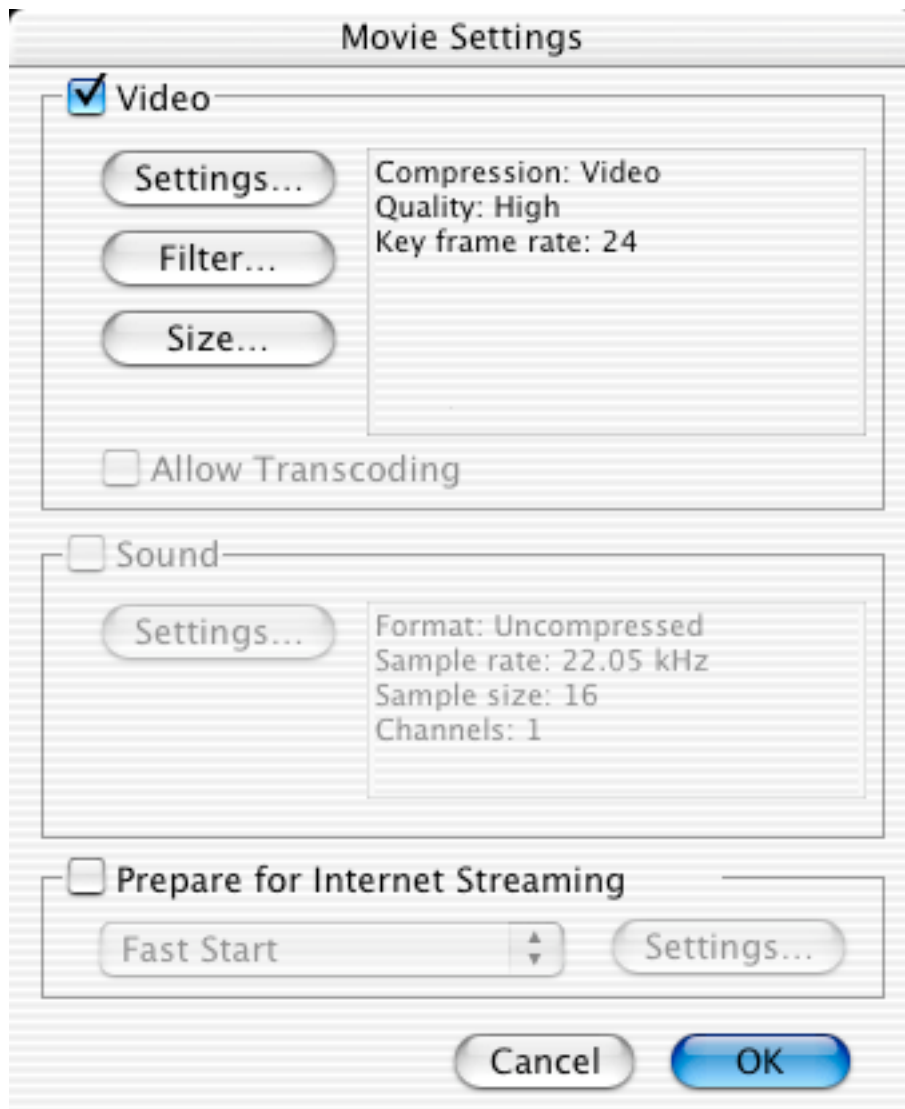 Movie Settings
Video
Settings...
Compression: Video
Quality: High
Key frame rate: 24
Filter...
Size...
Allow Transcoding
Sound
Settings...
Format: Uncompressed
Sample rate: 22.05 kHz
Sample size: 16
Channels: 1
Prepare for Internet Streaming
Fast Start
Settings...
Cancel
OK